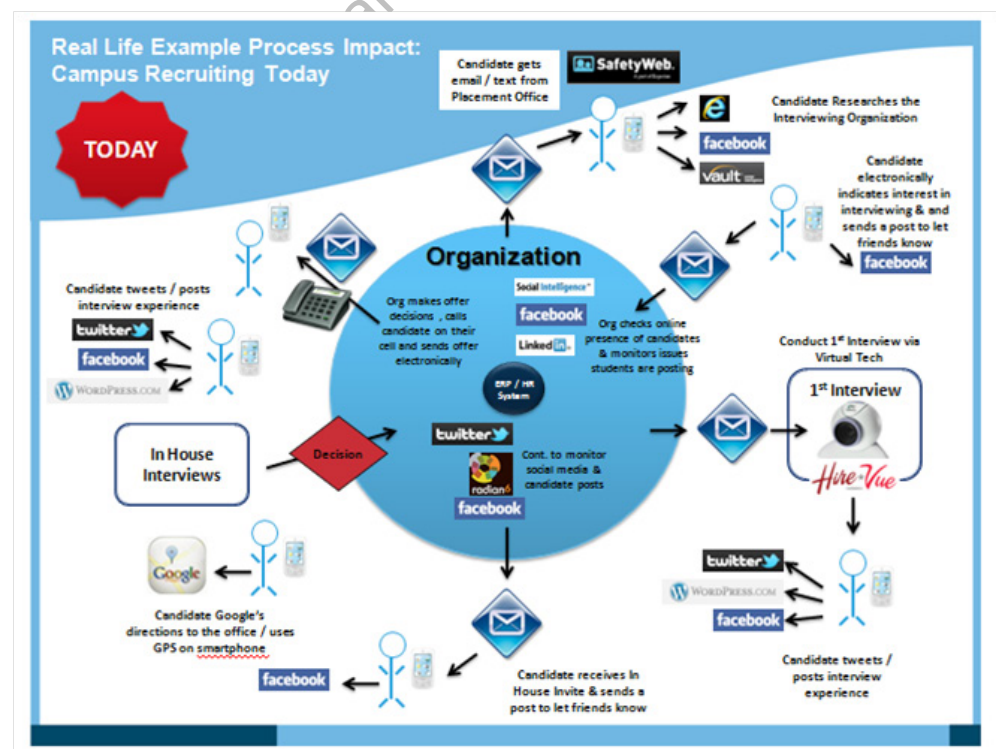 Real Life Example Process Impact:
Campus Recruiting Today
TODAY
Candidate gets
email / text from
Placement Office
SafetyWeb.
Candidate Researches the
Interviewing Organization
facebook
vault
Candidate
electronically
indicates interest in
interviewing & and
sends a post to let
friends know
facebook
Organization
Social Intelligence
facebook
Linked in
Org checks online
presence of candidates
& monitors issues
students are posting
Org makes offer
decisions , calls
candidate on their
cell and sends offer
electronically
ERP / HR
System
twitter
radian6
facebook
Cont. to monitor
social media &
candidate posts
Conduct 1st Interview via
Virtual Tech
1st Interview
Hire Vue
twitter
WORDPRESS.COM
facebook
Candidate tweets /
posts interview
experience
Candidate receives In
House Invite & sends a
post to let friends know
facebook
Google
Candidate Google's
directions to the office / uses
GPS on smartphone
In House
Interviews
Decision
Candidate tweets / posts
interview experience
twitter
facebook
WORDPRESS.COM